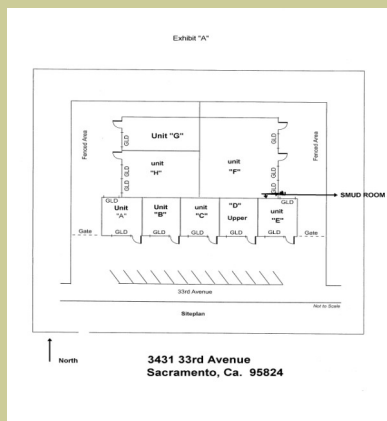 Exhibit "A"
Fenced Area
GLD
GLD
GLD
Unit "G"
unit
"H"
unit
"F"
GLD
GLD
GLD
Fenced Area
SMUD ROOM
GLD
GLD
Unit
"A"
Unit
"B"
unit
"C"
"D"
Upper
unit
"E"
Gate
GLD
GLD
GLD
GLD
GLD
Gate
33rd Avenue
Not to Scale
Siteplan
North
3431 33rd Avenue
Sacramento, Ca. 95824